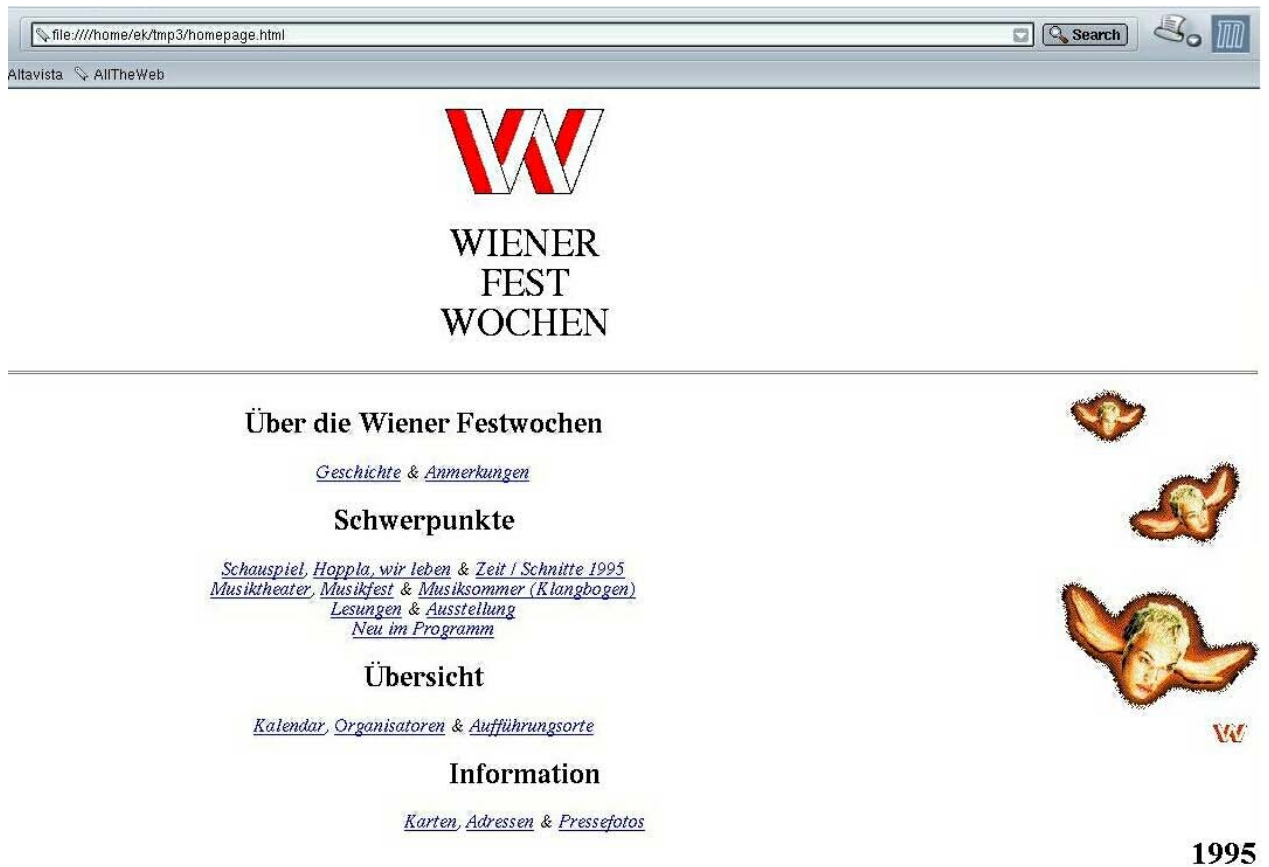 file:////home/ek/tmp3/homepage.html Search
Altavista AllTheWeb
WIENER
FEST
WOCHEN
Über die Wiener Festwochen
Geschichte & Anmerkungen
Schwerpunkte
Schauspiel, Hoppla, wir leben & Zeit / Schnitte 1995
Musiktheater, Musikfest & Musiksommer (Klangbogen)
Lesungen & Ausstellung
Neu im Programm
Übersicht
Kalendar, Organisatoren & Aufführungsorte
Information
Karten, Adressen & Pressefotos
1995